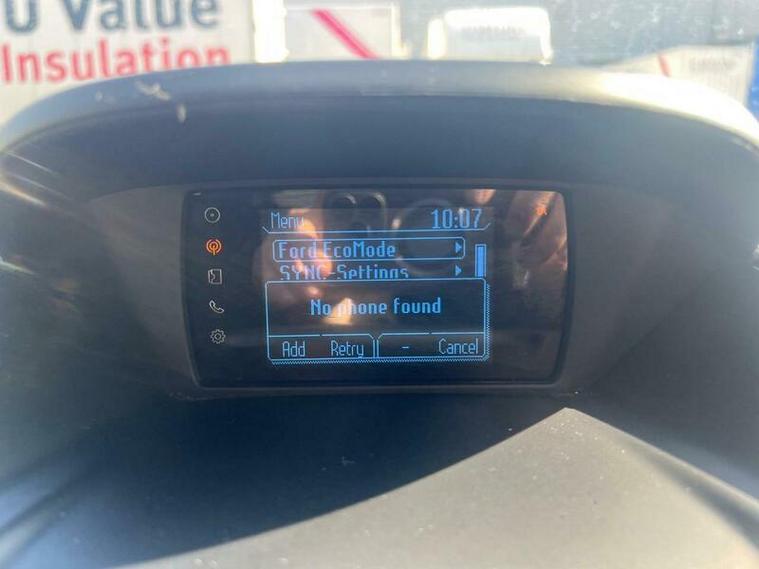 U Value
Insulation
Menu
10:07
Ford EcoMode
SYNC-Settings
No phone found
Add
Retry
-
Cancel